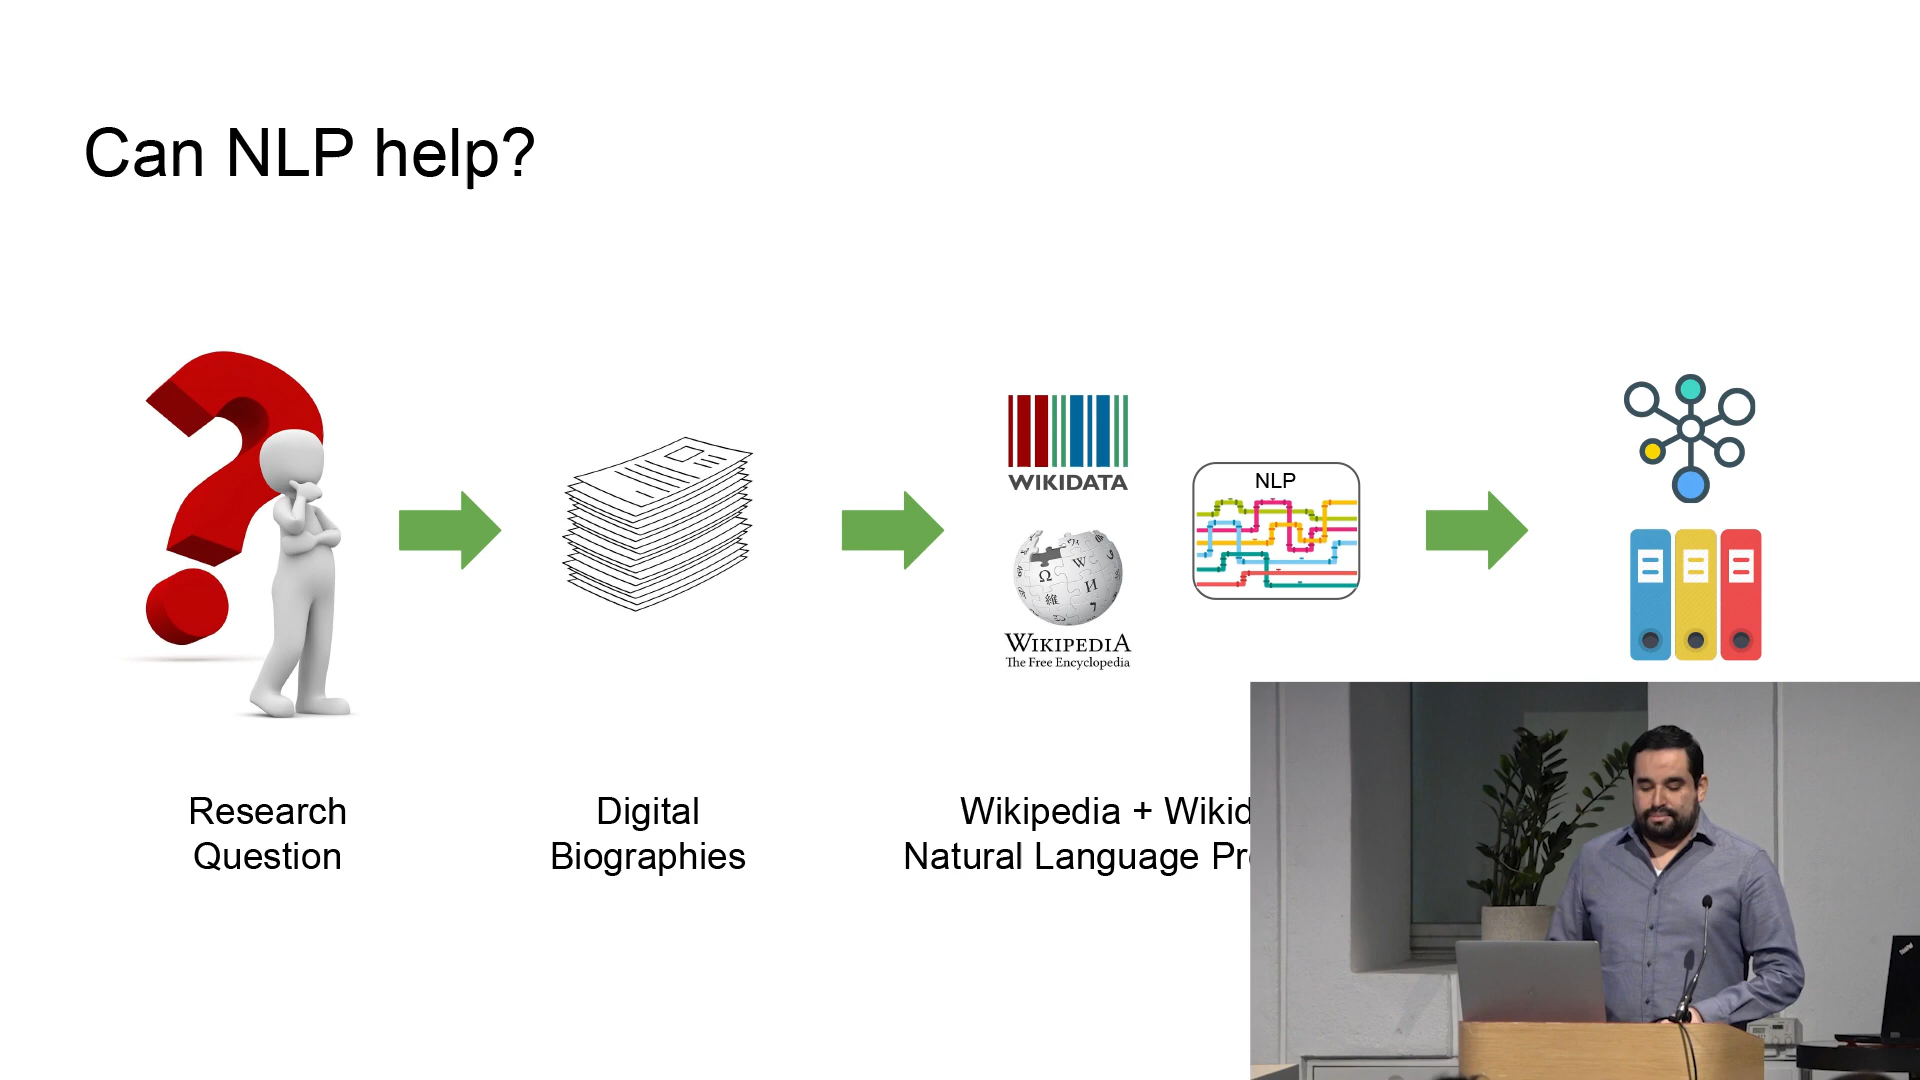 Can NLP help?
WIKIDATA
NLP
WIKIPEDIA
The Free Encyclopedia
Research
Question
Digital
Biographies
Wikipedia + Wikid
Natural Language Pr